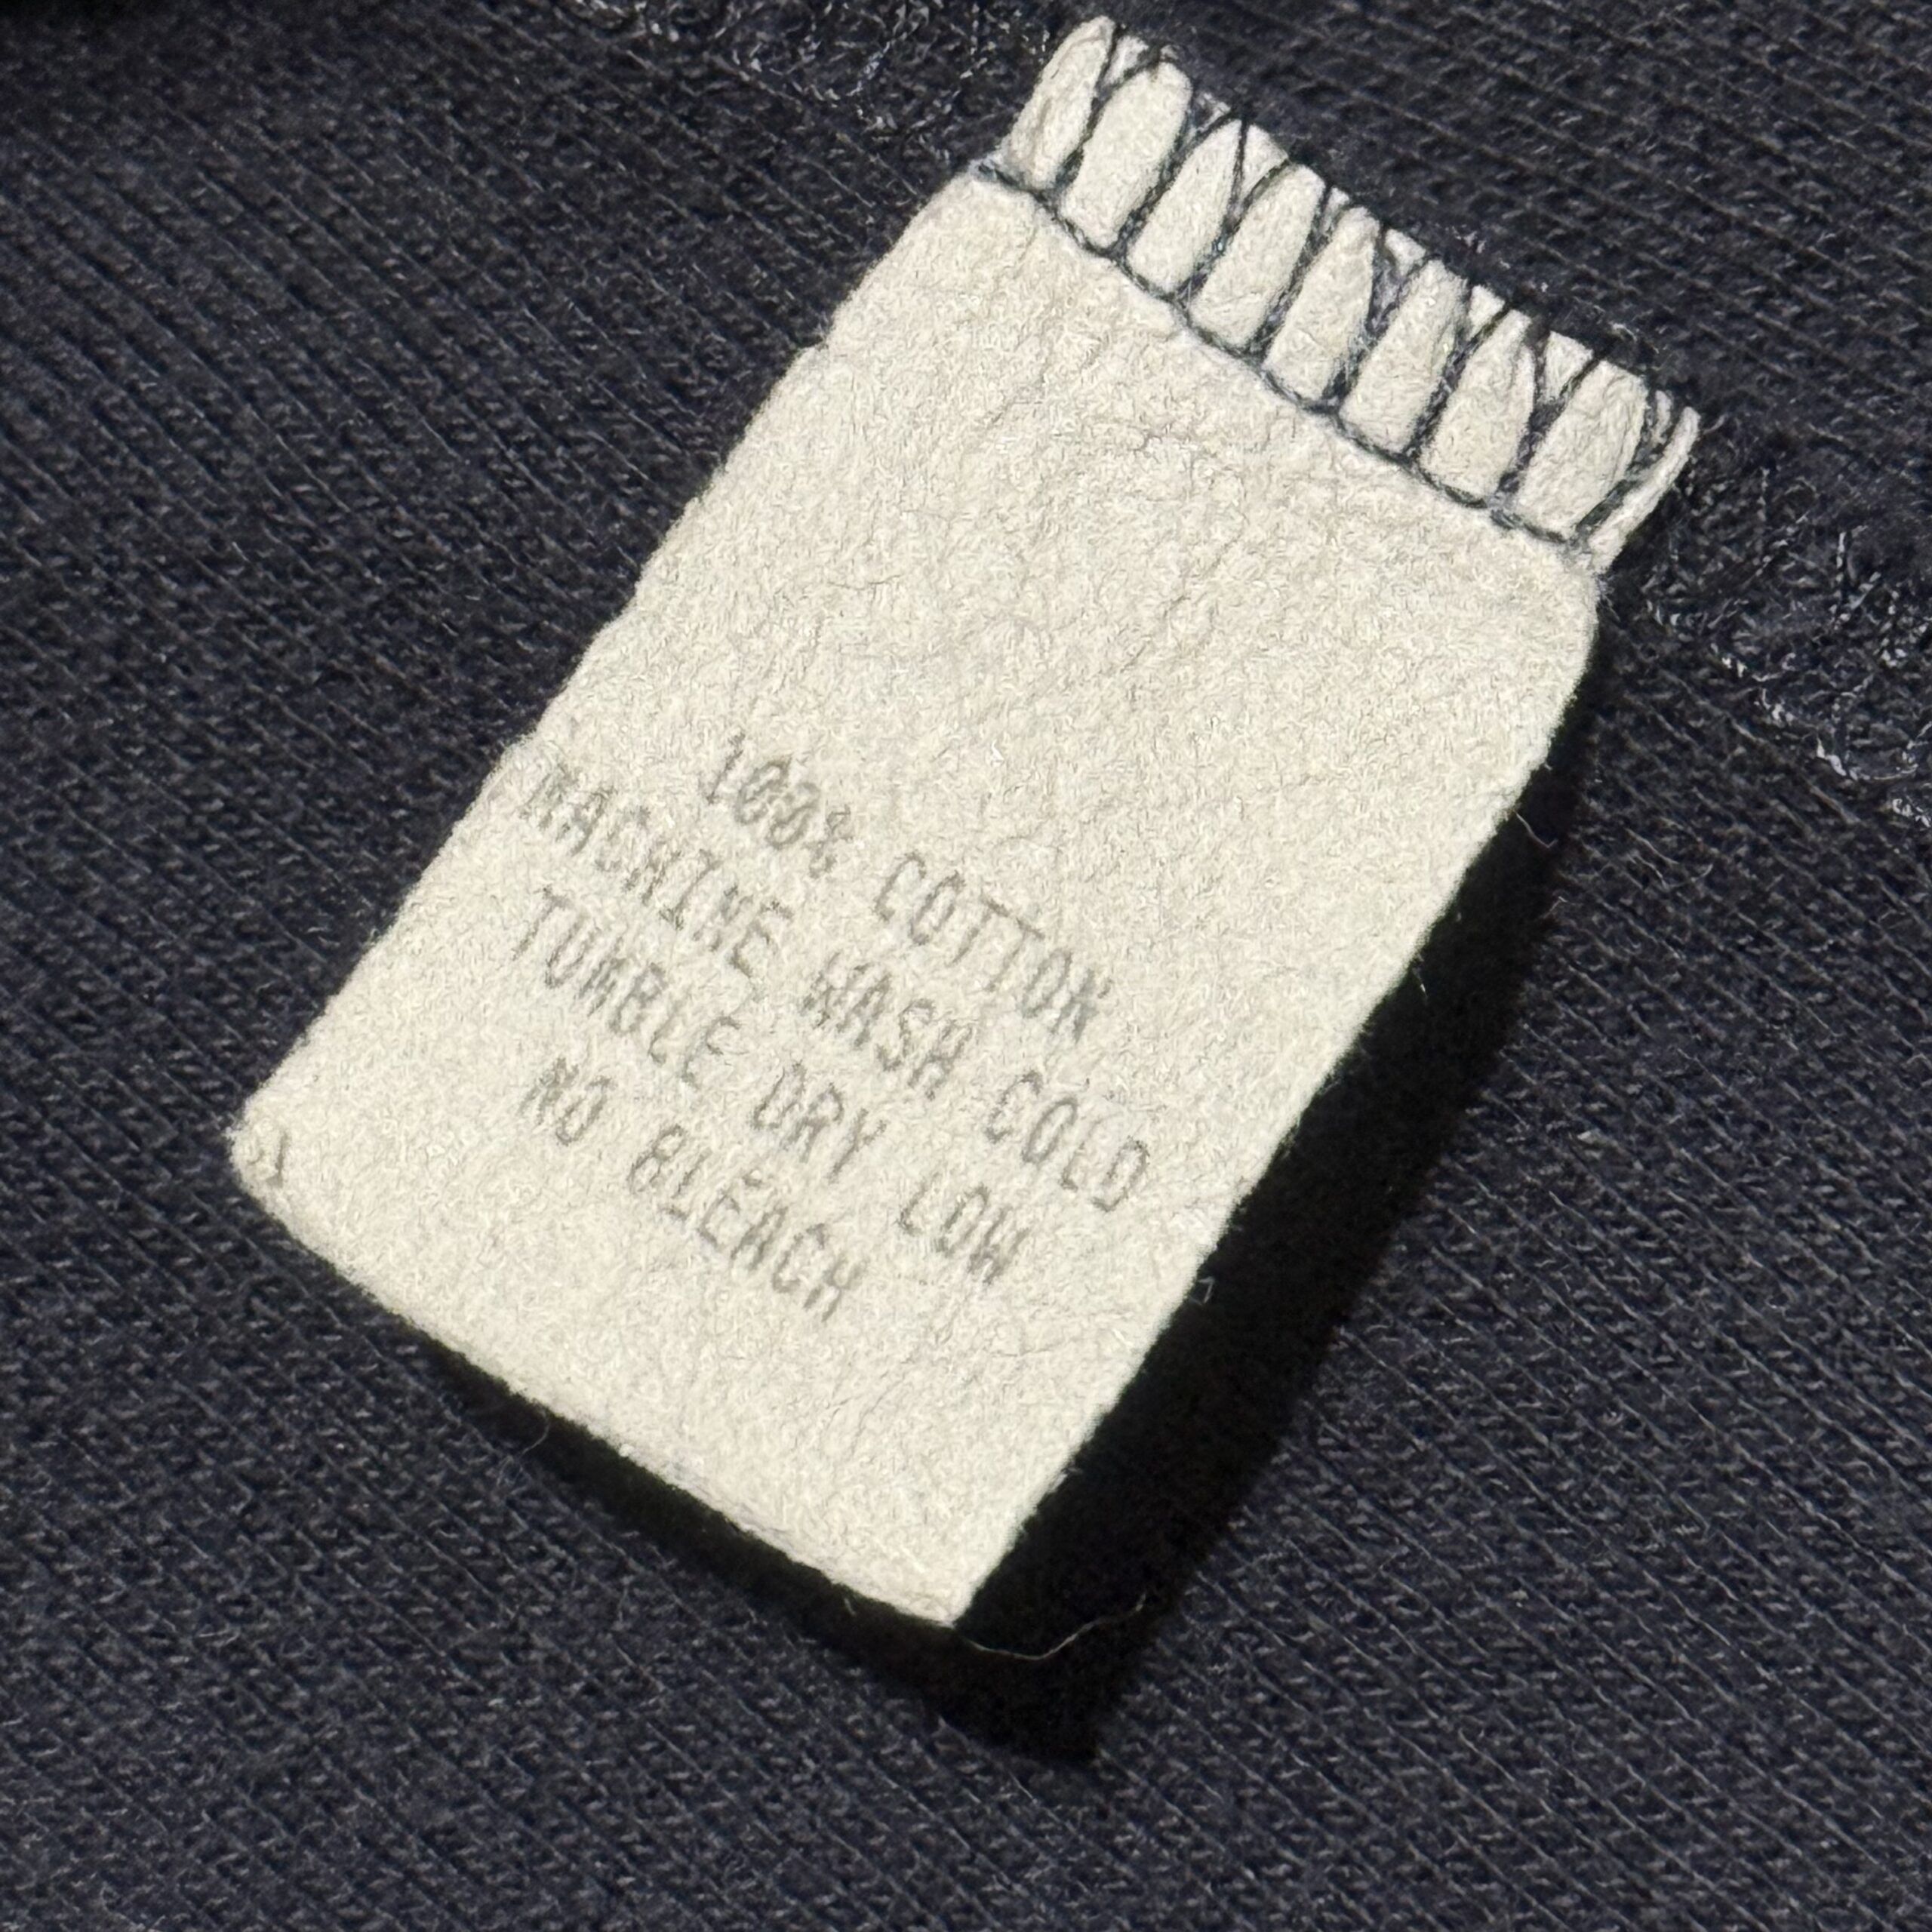 100% COTTON
MACHINE WASH COLD
TUMBLE DRY LOW
NO BLEACH